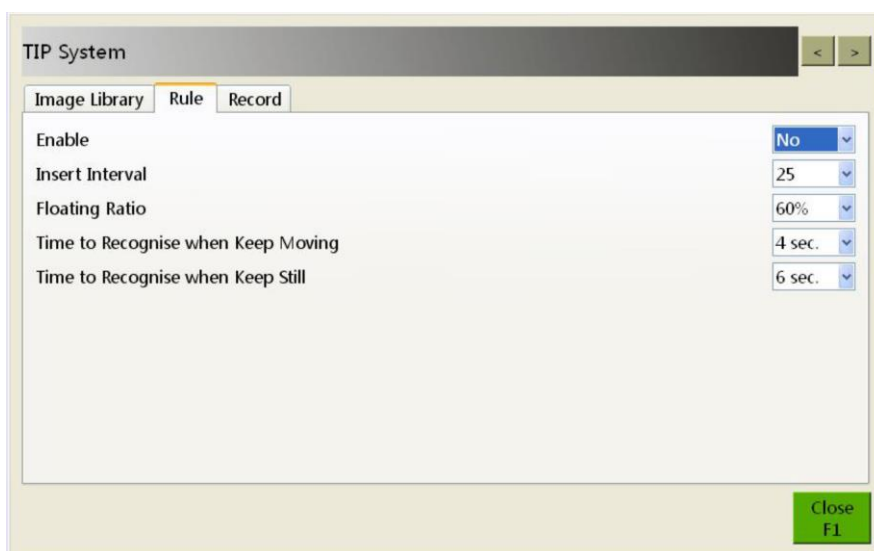 TIP System < >
Image Library Rule Record
Enable No
Insert Interval 25
Floating Ratio 60%
Time to Recognise when Keep Moving 4 sec.
Time to Recognise when Keep Still 6 sec.
Close
F1